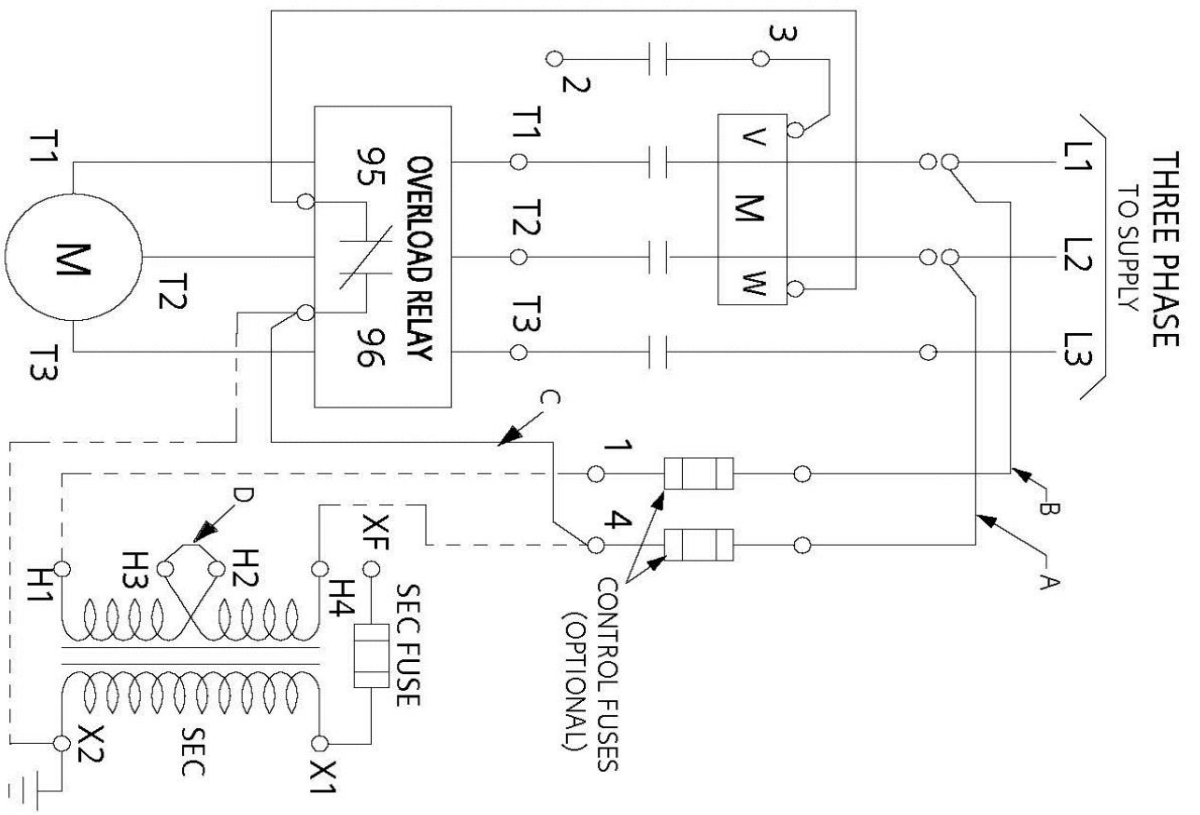 THREE PHASE
TO SUPPLY
L1
L2
L3
B
A
3
2
V
M
W
1
4
CONTROL FUSES
(OPTIONAL)
T1
T2
T3
C
OVERLOAD RELAY
95
96
T1
T2
T3
M
SEC FUSE
XF
D
H1
H3
H2
H4
SEC
X2
X1